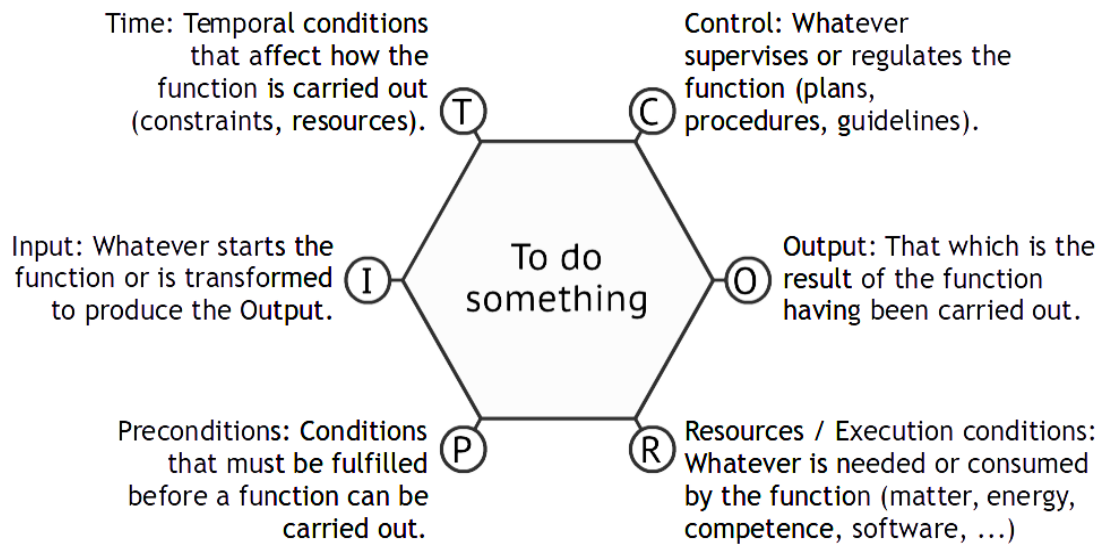 Time: Temporal conditions
that affect how the
function is carried out
(constraints, resources).
T
Control: Whatever
supervises or regulates the
function (plans,
procedures, guidelines).
C
Input: Whatever starts the
function or is transformed
to produce the Output.
I
To do
something
O
Output: That which is the
result of the function
having been carried out.
Preconditions: Conditions
that must be fulfilled
before a function can be
carried out.
P
R
Resources / Execution conditions:
Whatever is needed or consumed
by the function (matter, energy,
competence, software, ...)